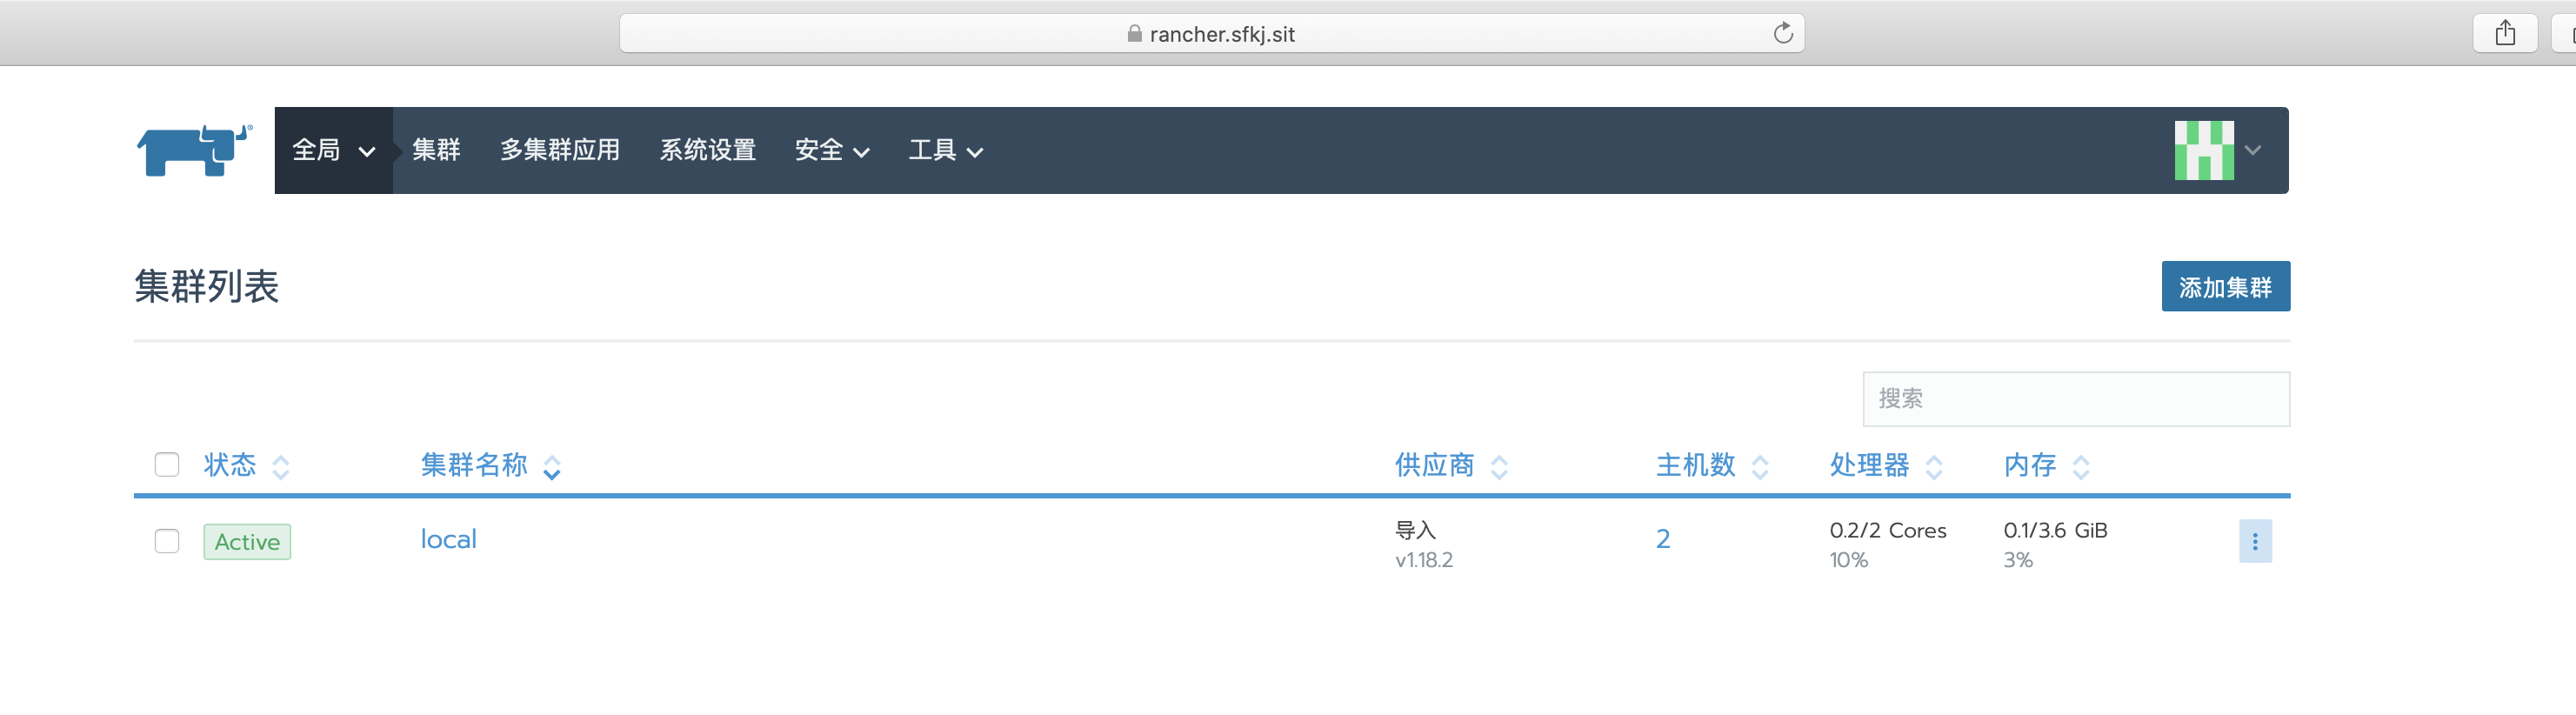 rancher.sfkj.sit
全局 集群 多集群应用 系统设置 安全 工具
集群列表
添加集群
搜索
状态 集群名称 供应商 主机数 处理器 内存
Active local 导入 2 0.2/2 Cores 0.1/3.6 GiB
v1.18.2 10% 3%